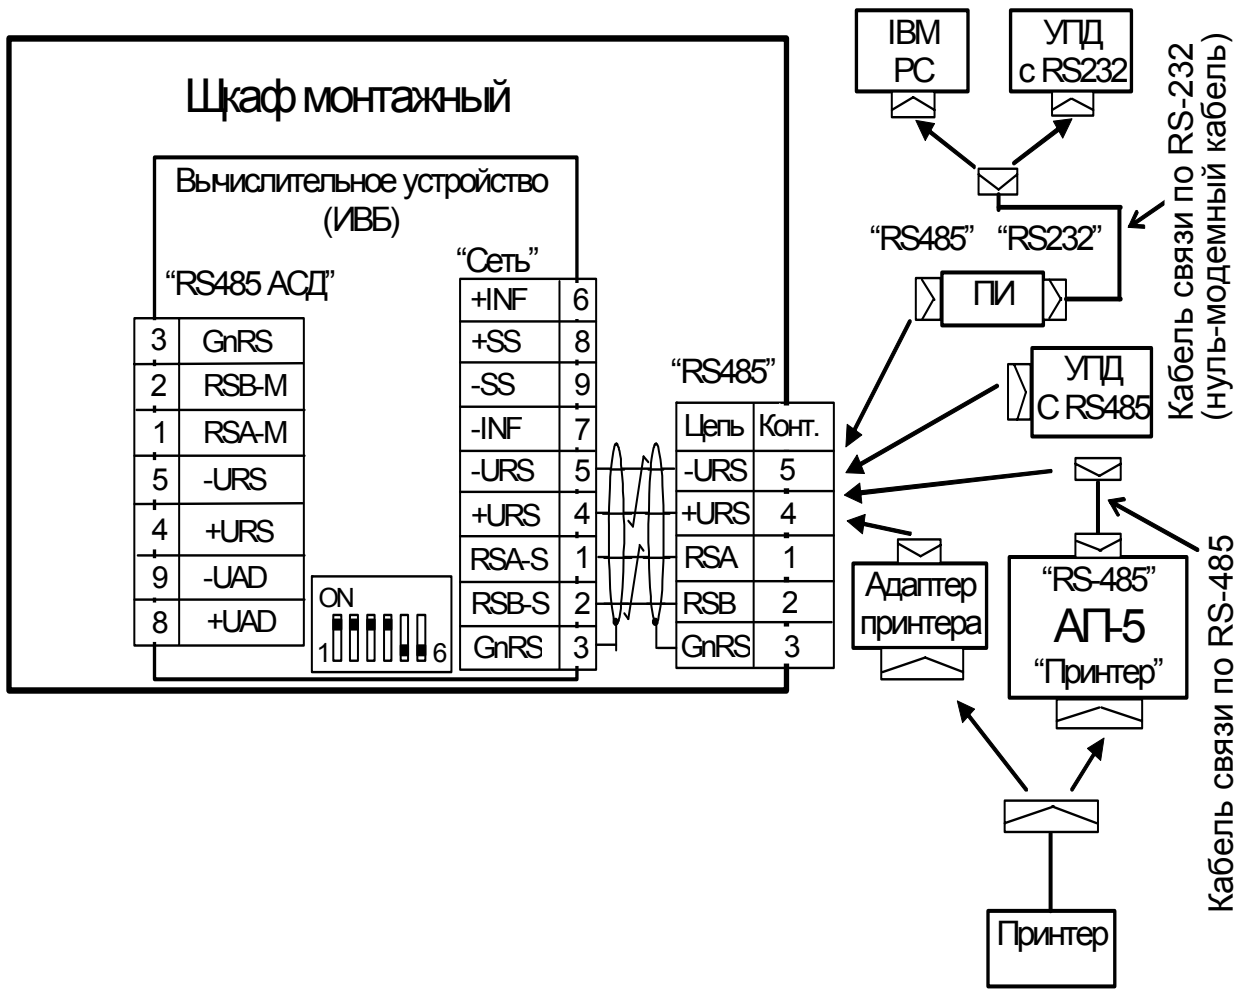 Шкаф монтажный
Вычислительное устройство
(ИВБ)
“RS485 АСД”
3 GnRS
2 RSB-M
1 RSA-M
5 -URS
4 +URS
9 -UAD
8 +UAD
ON
1 6
“Сеть”
+INF 6
+SS 8
-SS 9
-INF 7
-URS 5
+URS 4
RSA-S 1
RSB-S 2
GnRS 3
“RS485”
Цепь Конт.
-URS 5
+URS 4
RSA 1
RSB 2
GnRS 3
IBM
PC
УПД
с RS232
“RS485” “RS232”
ПИ
УПД
С RS485
Кабель связи по RS-232
(нуль-модемный кабель)
Адаптер
принтера
“RS-485”
АП-5
“Принтер”
Кабель связи по RS-485
Принтер